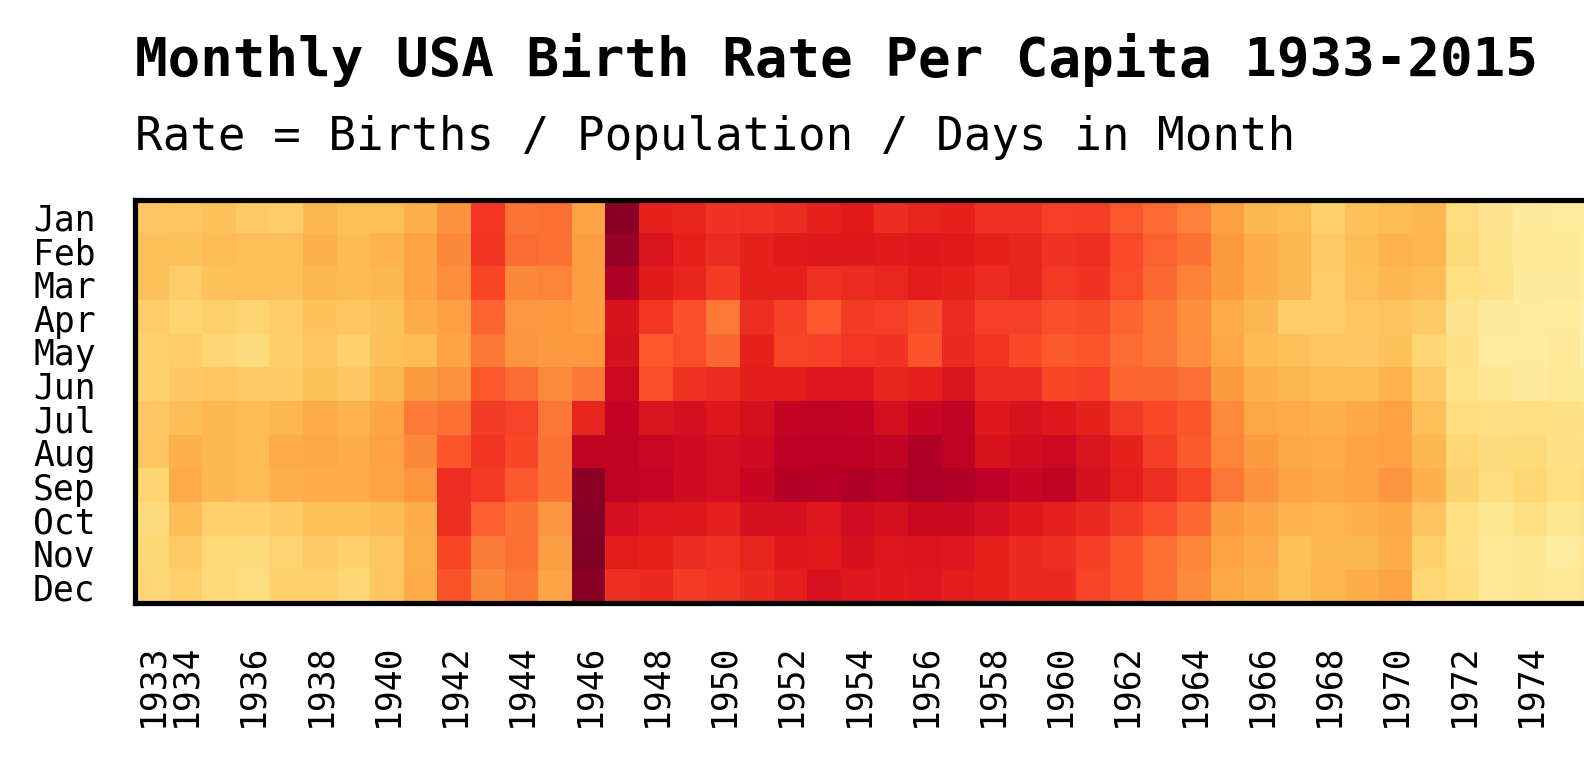 Monthly USA Birth Rate Per Capita 1933-2015
Rate = Births / Population / Days in Month
Jan
Feb
Mar
Apr
May
Jun
Jul
Aug
Sep
Oct
Nov
Dec
1933
1934
1936
1938
1940
1942
1944
1946
1948
1950
1952
1954
1956
1958
1960
1962
1964
1966
1968
1970
1972
1974